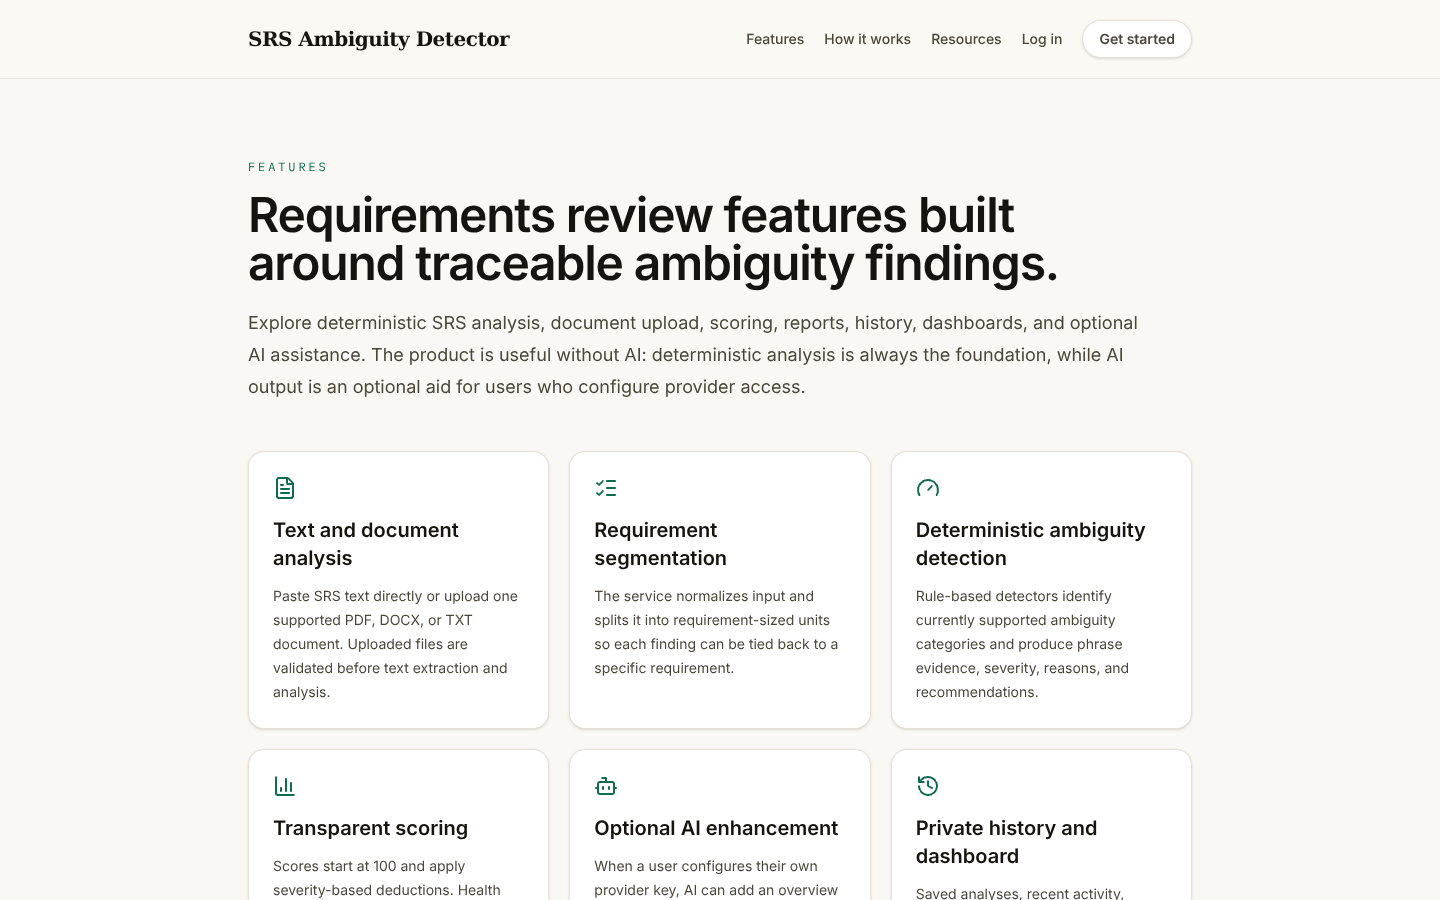 SRS Ambiguity Detector
Features How it works Resources Log in Get started
FEATURES
Requirements review features built
around traceable ambiguity findings.
Explore deterministic SRS analysis, document upload, scoring, reports, history, dashboards, and optional
AI assistance. The product is useful without AI: deterministic analysis is always the foundation, while AI
output is an optional aid for users who configure provider access.
Text and document
analysis
Paste SRS text directly or upload one
supported PDF, DOCX, or TXT
document. Uploaded files are
validated before text extraction and
analysis.
Requirement
segmentation
The service normalizes input and
splits it into requirement-sized units
so each finding can be tied back to a
specific requirement.
Deterministic ambiguity
detection
Rule-based detectors identify
currently supported ambiguity
categories and produce phrase
evidence, severity, reasons, and
recommendations.
Transparent scoring
Scores start at 100 and apply
severity-based deductions. Health
Optional AI enhancement
When a user configures their own
provider key, AI can add an overview
Private history and
dashboard
Saved analyses, recent activity,